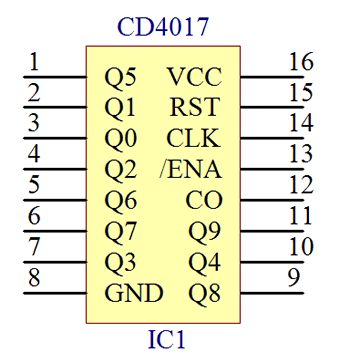 CD4017
1 Q5 VCC 16
2 Q1 RST 15
3 Q0 CLK 14
4 Q2 /ENA 13
5 Q6 CO 12
6 Q7 Q9 11
7 Q3 Q4 10
8 GND Q8 9
IC1